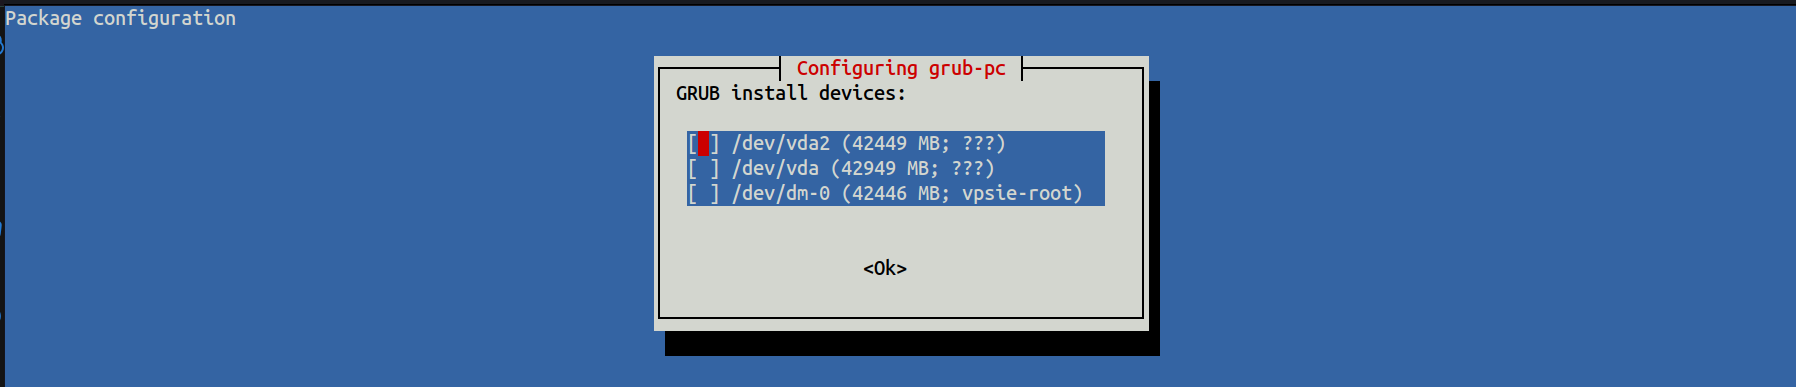 Package configuration
Configuring grub-pc
GRUB install devices:
[ ] /dev/vda2 (42449 MB; ???)
[ ] /dev/vda (42949 MB; ???)
[ ] /dev/dm-0 (42446 MB; vpsie-root)
<Ok>